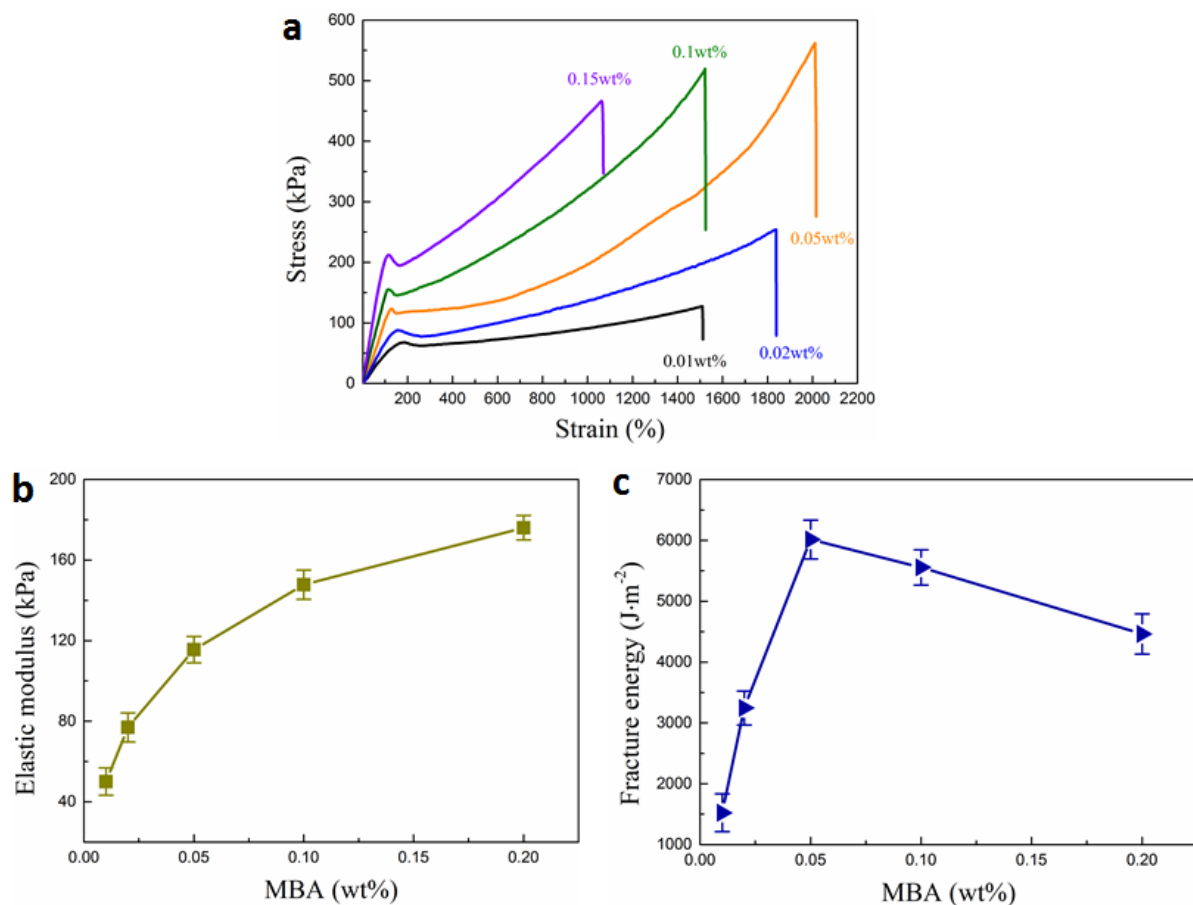 a
600
500
400
300
200
100
0
Stress (kPa)
0.15wt%
0.1wt%
0.05wt%
0.02wt%
0.01wt%
200 400 600 800 1000 1200 1400 1600 1800 2000 2200
Strain (%)
b
200
160
120
80
40
Elastic modulus (kPa)
0.00 0.05 0.10 0.15 0.20
MBA (wt%)
c
7000
6000
5000
4000
3000
2000
1000
Fracture energy (J·m⁻²)
0.00 0.05 0.10 0.15 0.20
MBA (wt%)